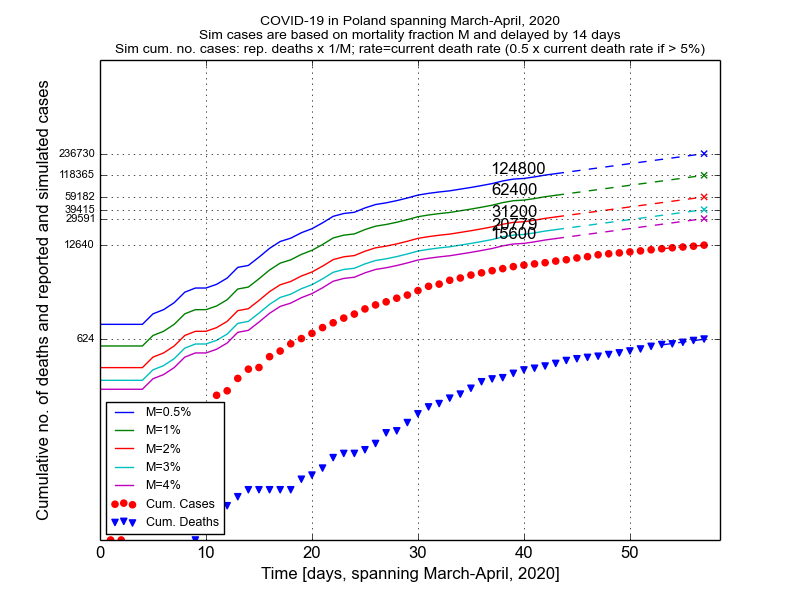 COVID-19 in Poland spanning March-April, 2020
Sim cases are based on mortality fraction M and delayed by 14 days
Sim cum. no. cases: rep. deaths x 1/M; rate=current death rate (0.5 x current death rate if > 5%)
Cumulative no. of deaths and reported and simulated cases
236730
118365
59182
39415
29591
12640
624
124800
62400
31200
20779
15600
M=0.5%
M=1%
M=2%
M=3%
M=4%
Cum. Cases
Cum. Deaths
0 10 20 30 40 50
Time [days, spanning March-April, 2020]